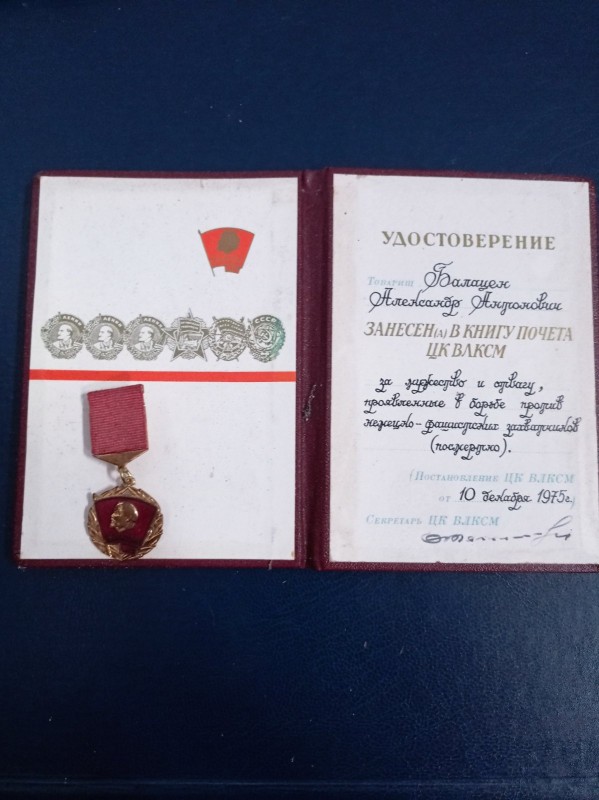 УДОСТОВЕРЕНИЕ
Товарищ Балацен
Александр Антонович
ЗАНЕСЕН(А) В КНИГУ ПОЧЕТА
ЦК ВЛКСМ
за мужество и отвагу,
проявленные в борьбе против
немецко-фашистских захватчиков
(посмертно).
(Постановление ЦК ВЛКСМ
от 10 декабря 1975г.)
Секретарь ЦК ВЛКСМ